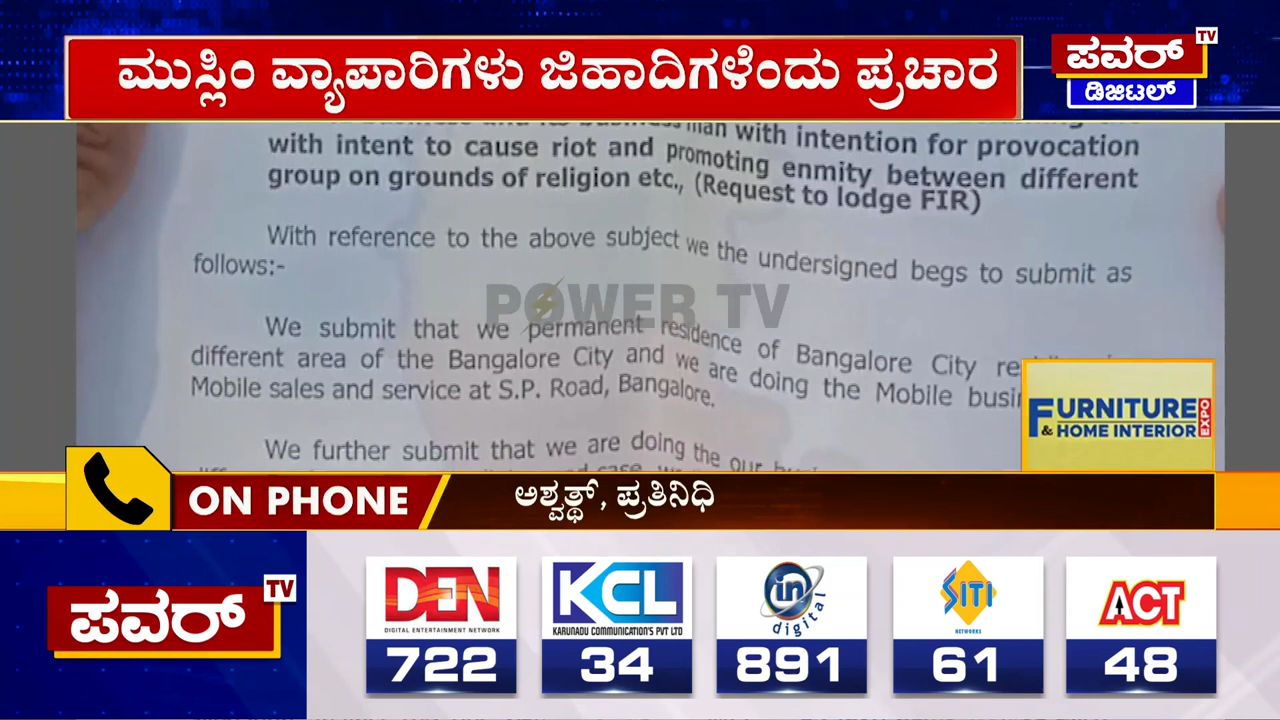 ಮುಸ್ಲಿಂ ವ್ಯಾಪಾರಿಗಳು ಜಿಹಾದಿಗಳೆಂದು ಪ್ರಚಾರ
ಪವರ್ TV
ಡಿಜಿಟಲ್
man with intention for provocation
with intent to cause riot and promoting enmity between different
group on grounds of religion etc., (Request to lodge FIR)
With reference to the above subject we the undersigned begs to submit as
follows:-
POWER TV
We submit that we permanent residence of Bangalore City
different area of the Bangalore City and we are doing the Mobile
Mobile sales and service at S.P. Road, Bangalore.
FURNITURE
& HOME INTERIOR EXPO
We further submit that we are doing the our
ON PHONE
ಅಶ್ವತ್ಥ್, ಪ್ರತಿನಿಧಿ
ಪವರ್ TV
DEN
DIGITAL ENTERTAINMENT NETWORK
722
KCL
KARUNADU COMMUNICATION'S PVT LTD
34
in
digital
891
SITI
NETWORKS
61
ACT
48